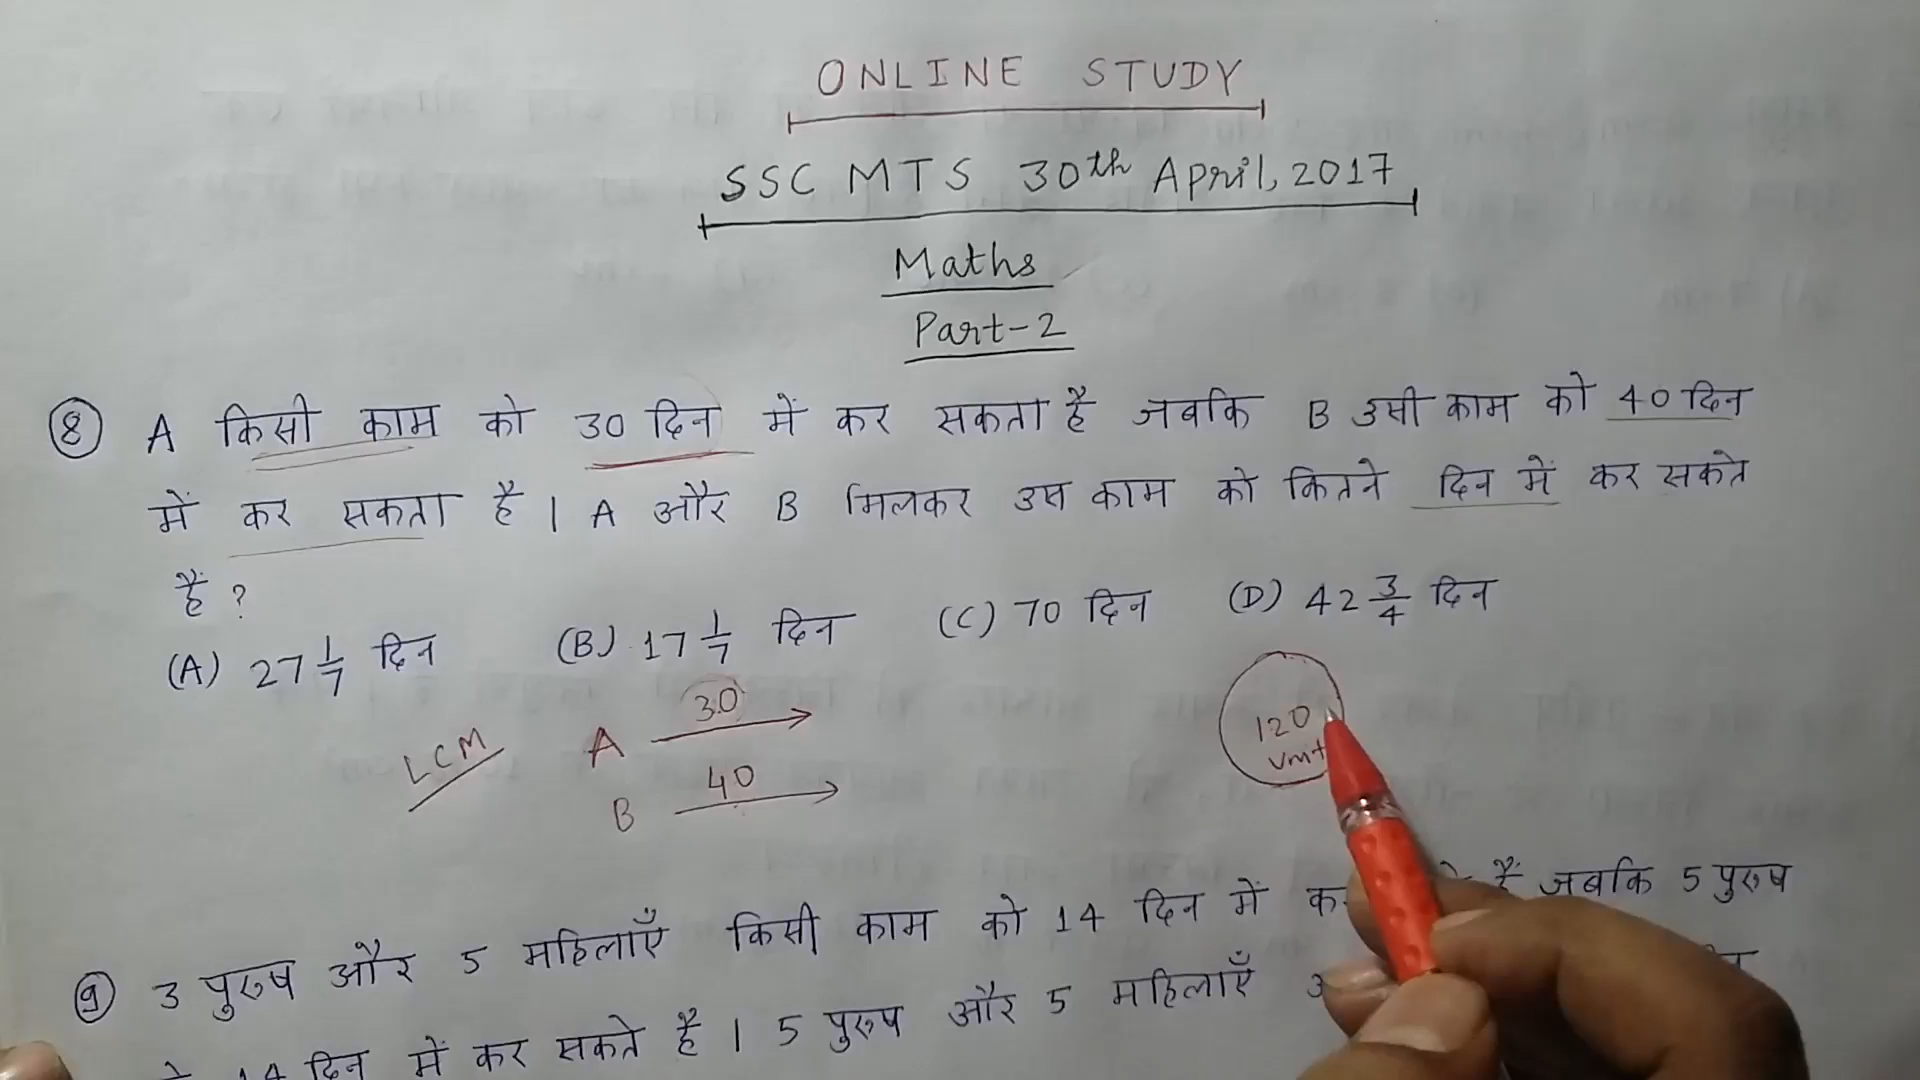 ONLINE STUDY
SSC MTS 30th April, 2017
Maths
Part-2
⑧ A किसी काम को 30 दिन में कर सकता है जबकि B उसी काम को 40 दिन
में कर सकता है । A और B मिलकर उस काम को कितने दिन में कर सकते
हैं ?
(A) 27 1/7 दिन (B) 17 1/7 दिन (C) 70 दिन (D) 42 3/4 दिन
LCM A 30
B 40
120
⑨ 3 पुरुष और 5 महिलाएँ किसी काम को 14 दिन में हैं जबकि 5 पुरुष
14 दिन में कर सकते हैं । 5 पुरुष और 5 महिलाएँ